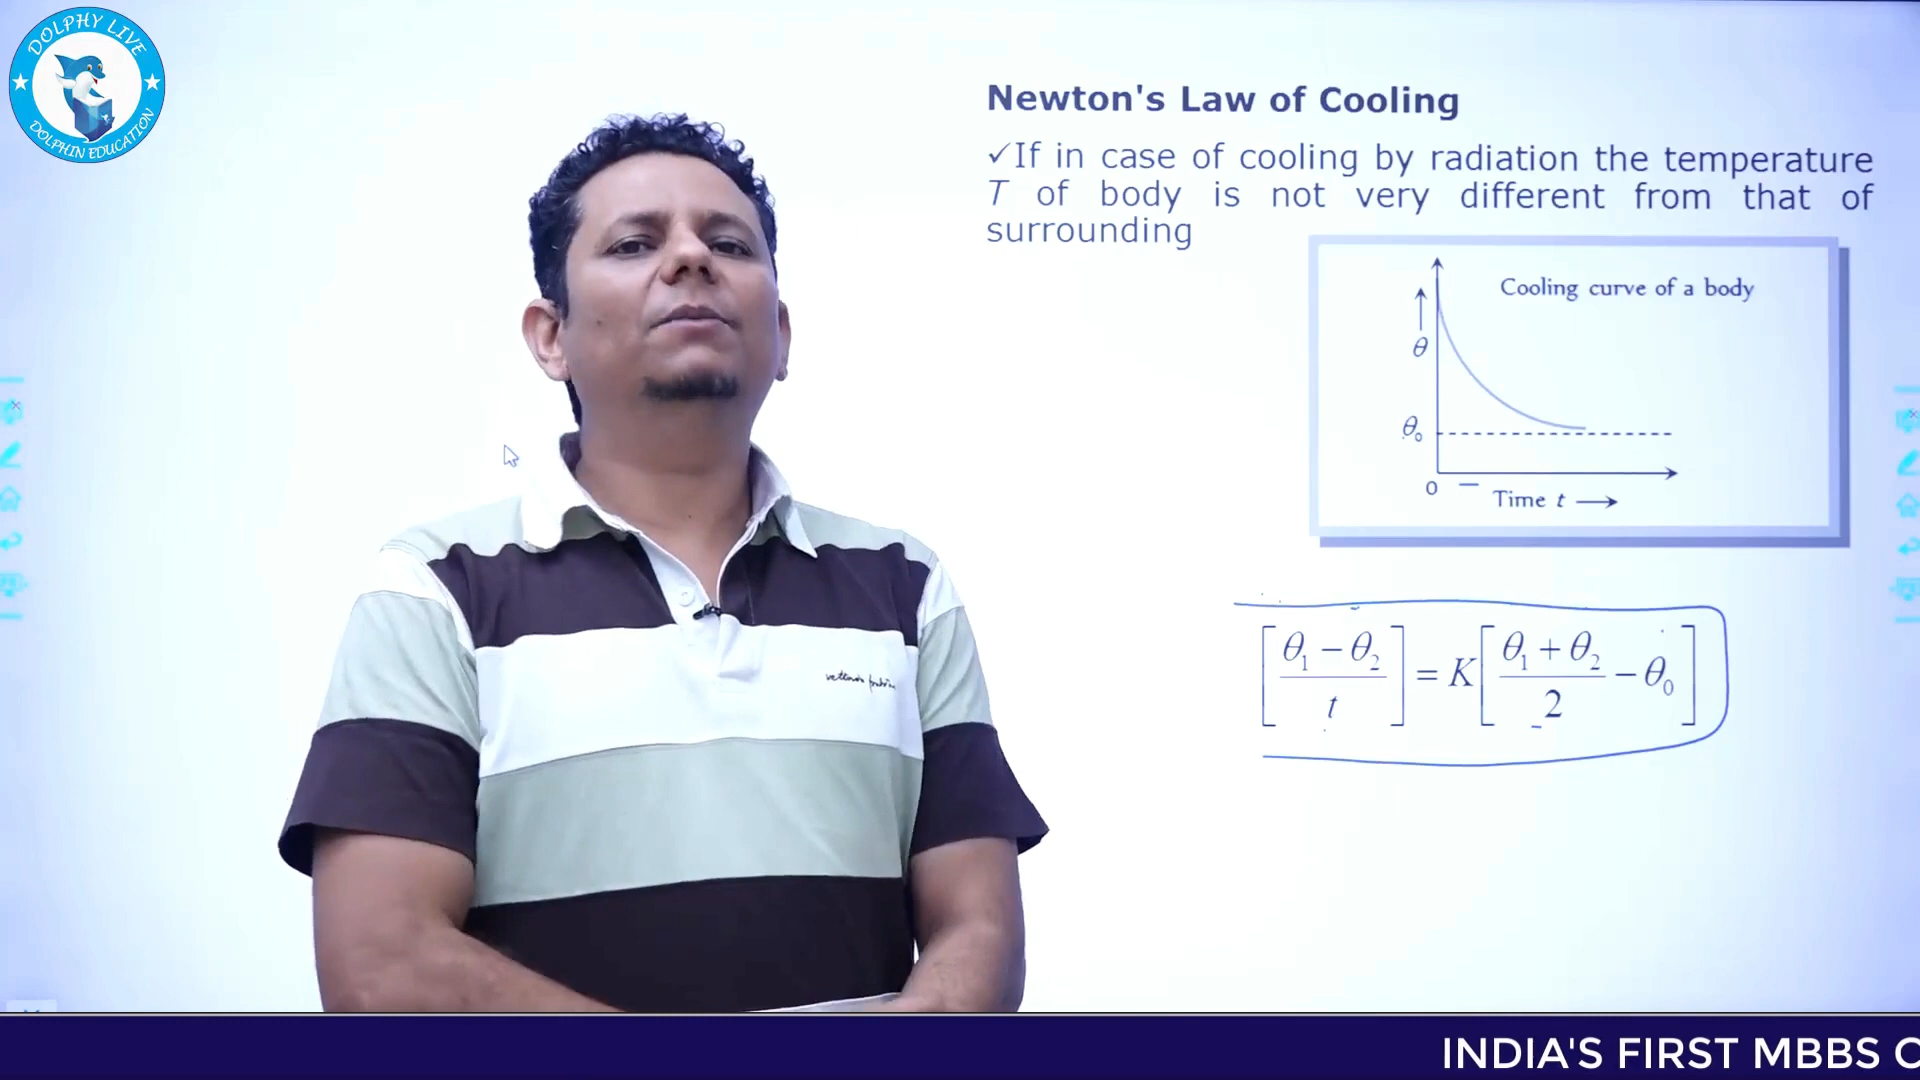 DOLPHY LIVE
DOLPHIN EDUCATION
Newton's Law of Cooling
✓If in case of cooling by radiation the temperature
T of body is not very different from that of
surrounding
Cooling curve of a body
θ
θ₀
0
Time t →
[(θ₁ − θ₂)/t] = K[(θ₁ + θ₂)/2 − θ₀]
INDIA'S FIRST MBBS